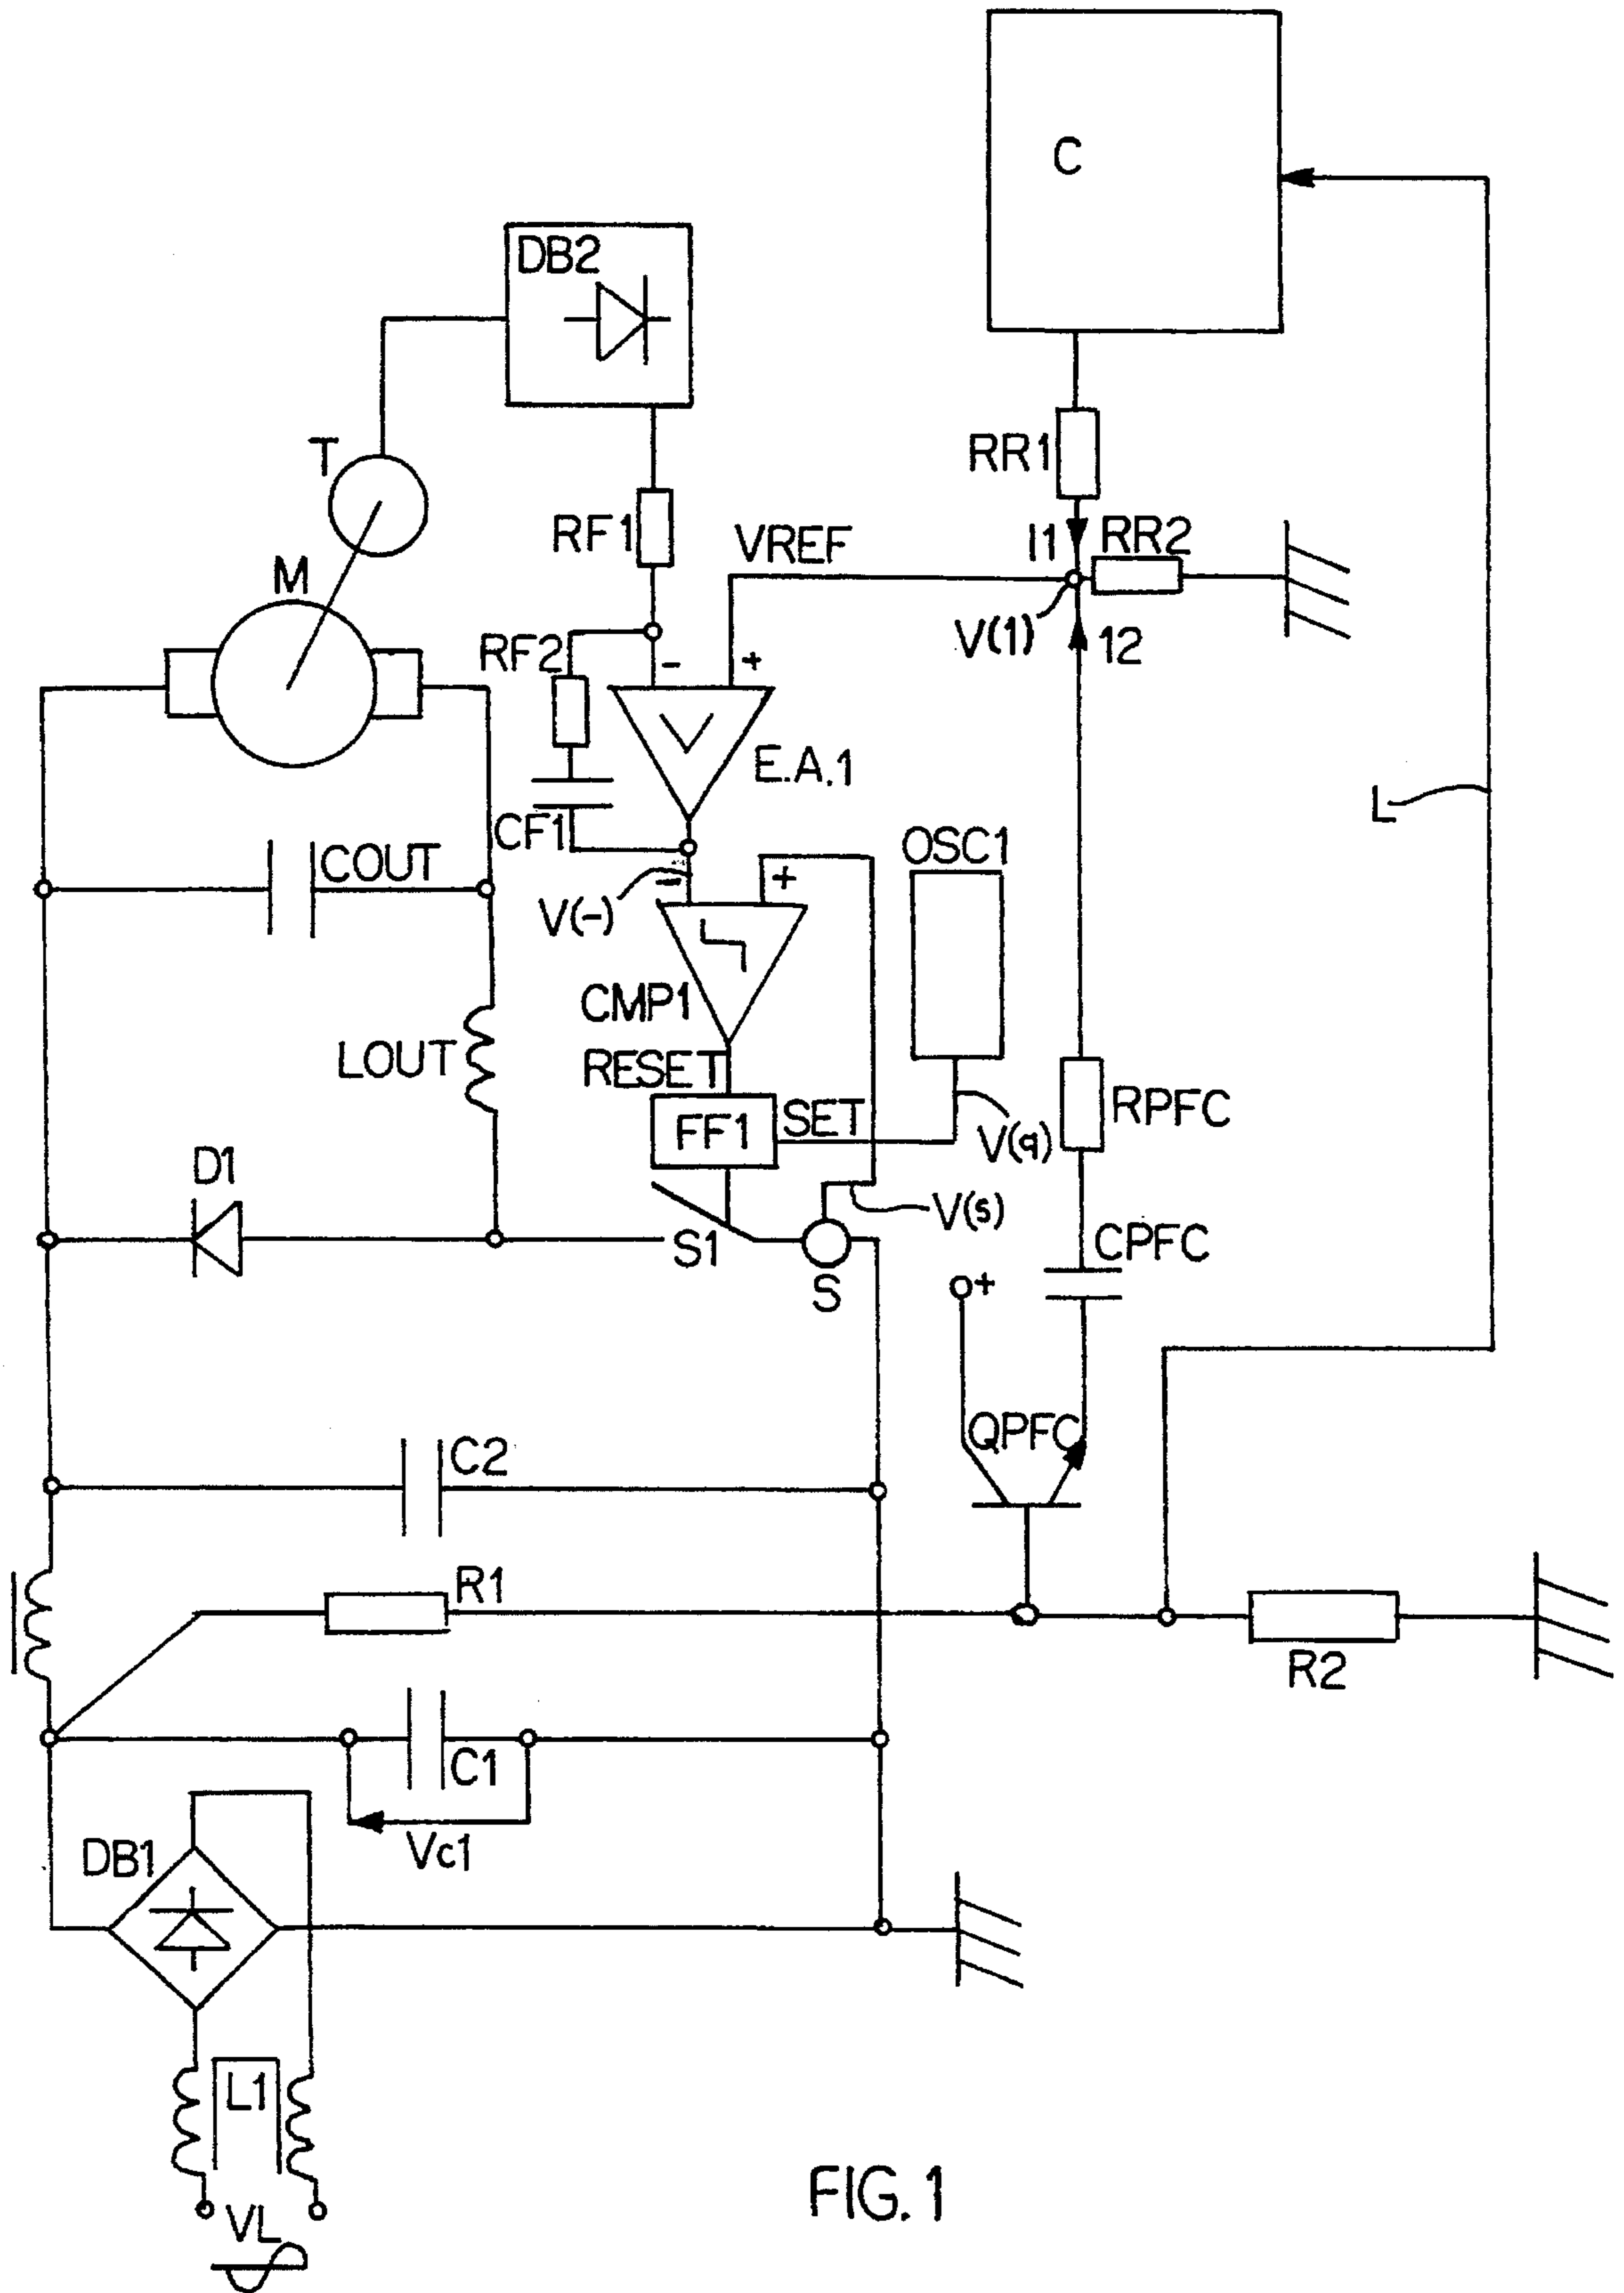 C
DB2
T
RR1
RF1
VREF
I1
RR2
M
V(1)
12
RF2
-
+
E.A.1
L
CF1
COUT
OSC1
V(-)
-
+
CMP1
LOUT
RESET
SET
FF1
RPFC
V(q)
D1
V(s)
S1
CPFC
S
+
QPFC
C2
R1
R2
C1
Vc1
DB1
L1
VL
FIG. 1